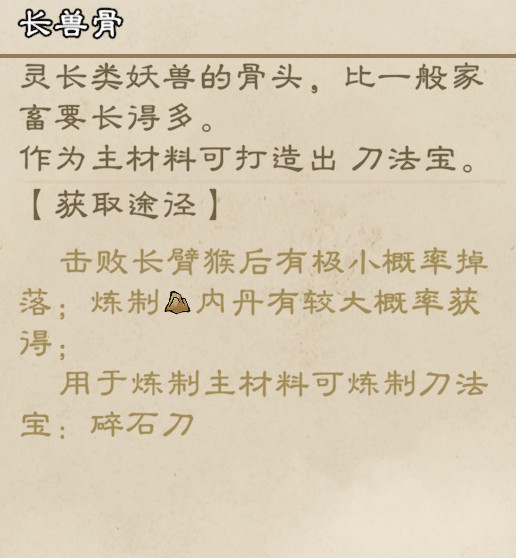 长兽骨
灵长类妖兽的骨头，比一般家
畜要长得多。
作为主材料可打造出 刀法宝。
【获取途径】
击败长臂猴后有极小概率掉
落；炼制内丹有较大概率获
得；
用于炼制主材料可炼制刀法
宝：碎石刀